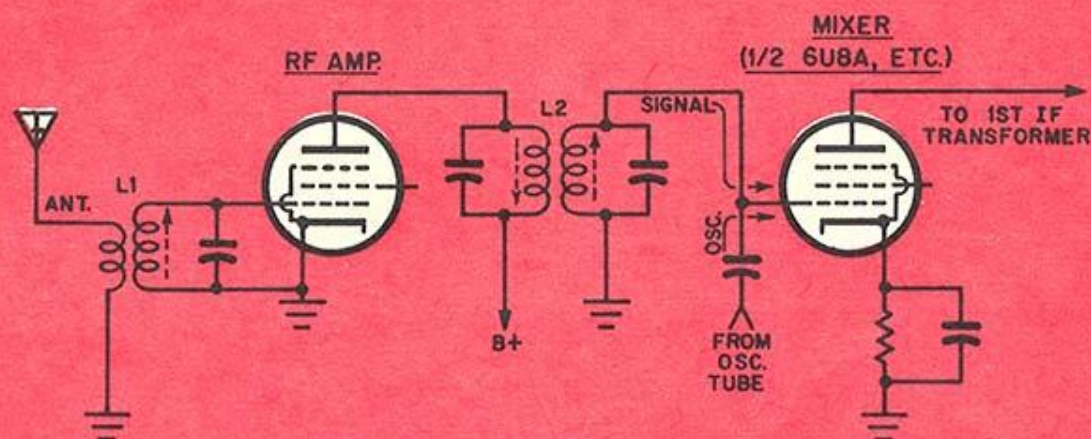 MIXER
(1/2 6U8A, ETC.)
RF AMP.
L2
SIGNAL
TO 1ST IF
TRANSFORMER
L1
ANT.
OSC.
B+
FROM
OSC.
TUBE